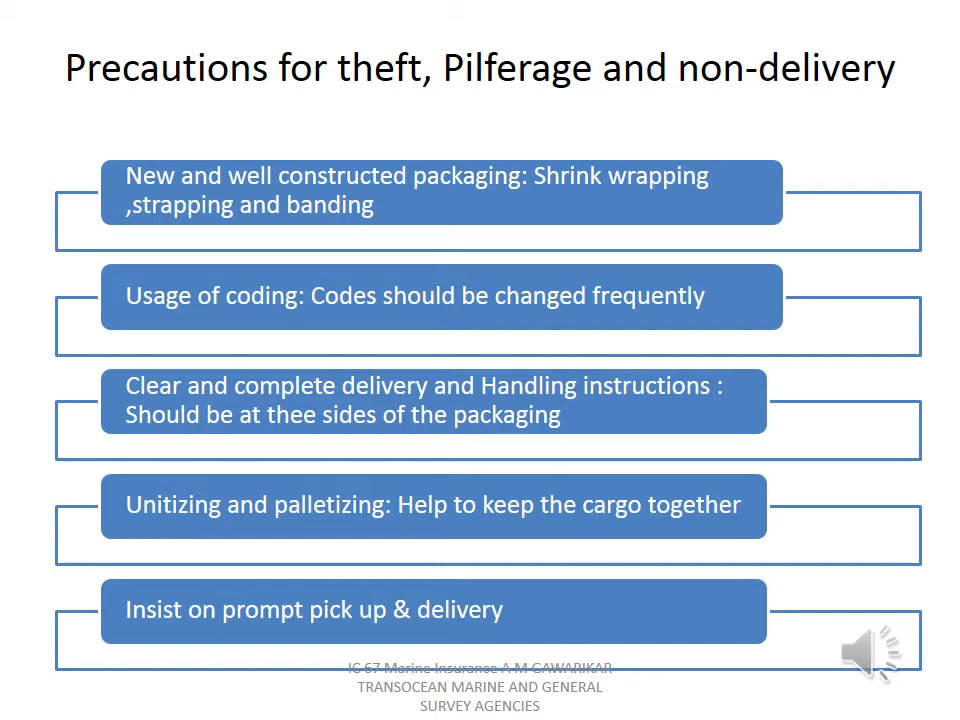 Precautions for theft, Pilferage and non-delivery
New and well constructed packaging: Shrink wrapping
,strapping and banding
Usage of coding: Codes should be changed frequently
Clear and complete delivery and Handling instructions :
Should be at thee sides of the packaging
Unitizing and palletizing: Help to keep the cargo together
Insist on prompt pick up & delivery
IC 67 Marine Insurance A M GAWARIKAR
TRANSOCEAN MARINE AND GENERAL
SURVEY AGENCIES